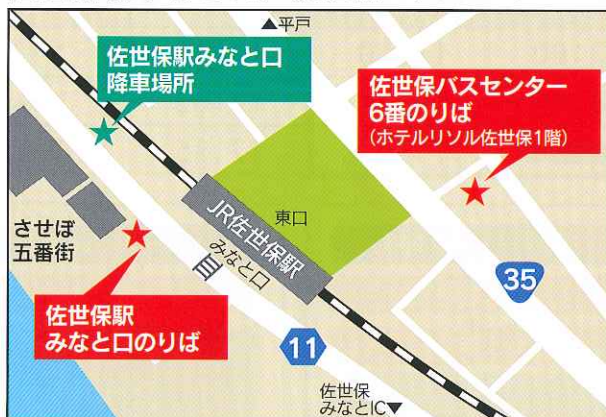 ▲平戸
佐世保駅みなと口
降車場所
佐世保バスセンター
6番のりば
(ホテルリソル佐世保1階)
東口
JR佐世保駅
みなと口
させぼ
五番街
佐世保駅
みなと口のりば
35
11
佐世保
みなとIC▼